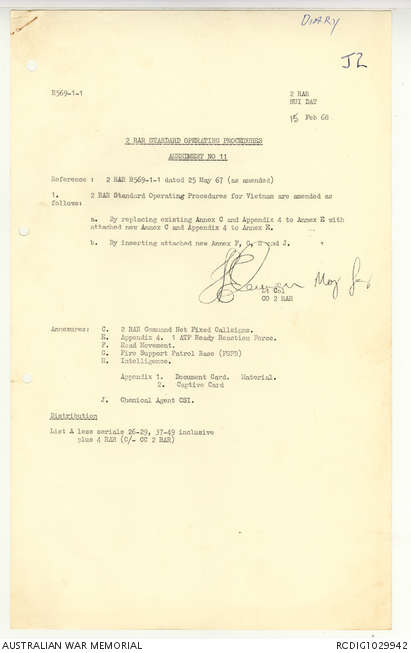 DIARY
J2
R569-1-1
2 RAR
NUI DAT
15 Feb 68
2 RAR STANDARD OPERATING PROCEDURES
AMENDMENT NO 11
Reference : 2 RAR R569-1-1 dated 25 May 67 (as amended)
1. 2 RAR Standard Operating Procedures for Vietnam are amended as
follows:
a. By replacing existing Annex C and Appendix 4 to Annex E with
attached new Annex C and Appendix 4 to Annex E.
b. By inserting attached new Annex F, G, H and J.
Maj for
Lt Col
CO 2 RAR
Annexures: C. 2 RAR Command Net Fixed Callsigns.
E. Appendix 4. 1 ATF Ready Reaction Force.
F. Road Movement.
G. Fire Support Patrol Base (FSPB)
H. Intelligence.
Appendix 1. Document Card. Material.
2. Captive Card
J. Chemical Agent CS1.
Distribution
List A less serials 26-29, 37-49 inclusive
plus 4 RAR (C/- CC 2 RAR)
AUSTRALIAN WAR MEMORIAL
RCDIG1029942